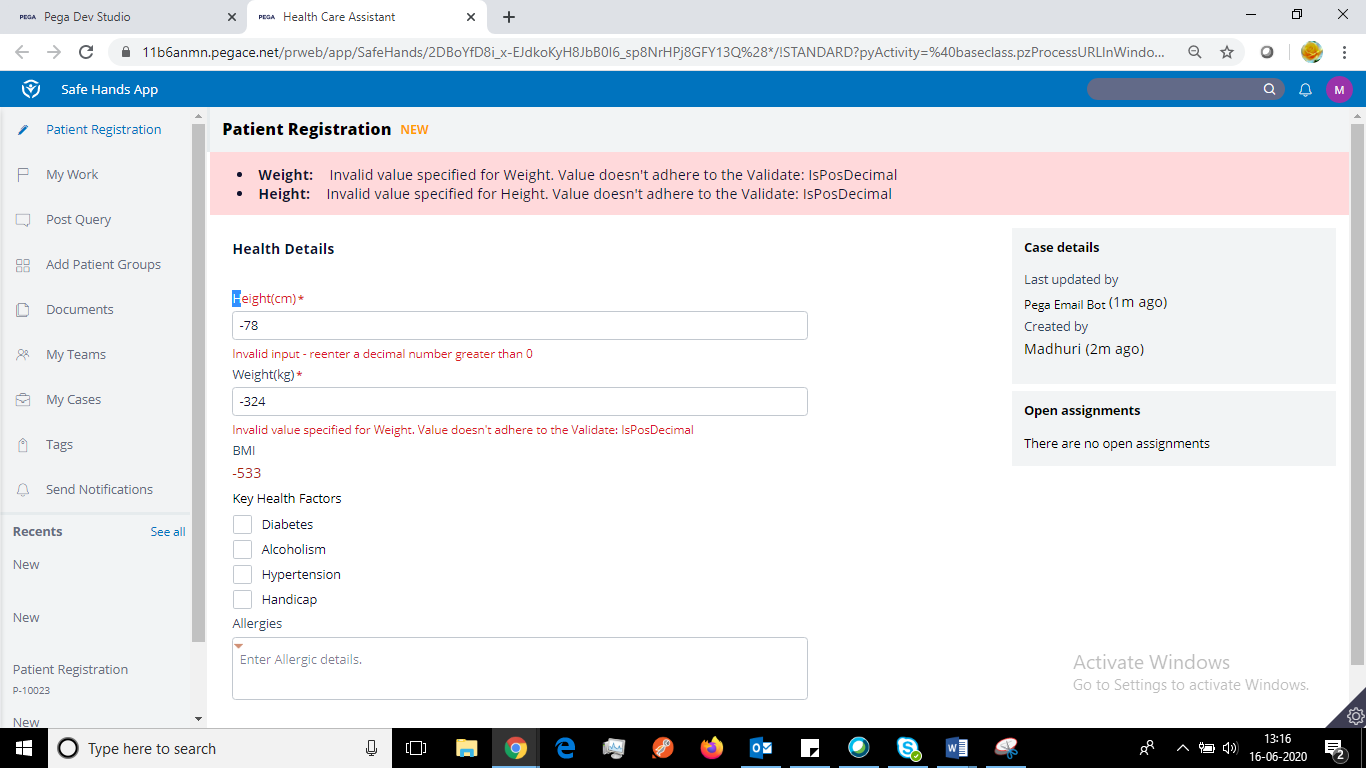 PEGA Pega Dev Studio
PEGA Health Care Assistant
11b6anmn.pegace.net/prweb/app/SafeHands/2DBoYfD8i_x-EJdkoKyH8JbB0I6_sp8NrHPj8GFY13Q%28*/!STANDARD?pyActivity=%40baseclass.pzProcessURLInWindo...
Safe Hands App
M
Patient Registration
My Work
Post Query
Add Patient Groups
Documents
My Teams
My Cases
Tags
Send Notifications
Recents See all
New
New
Patient Registration
P-10023
New
Patient Registration NEW
• Weight: Invalid value specified for Weight. Value doesn't adhere to the Validate: IsPosDecimal
• Height: Invalid value specified for Height. Value doesn't adhere to the Validate: IsPosDecimal
Health Details
Height(cm)*
-78
Invalid input - reenter a decimal number greater than 0
Weight(kg)*
-324
Invalid value specified for Weight. Value doesn't adhere to the Validate: IsPosDecimal
BMI
-533
Key Health Factors
Diabetes
Alcoholism
Hypertension
Handicap
Allergies
Enter Allergic details.
Case details
Last updated by
Pega Email Bot (1m ago)
Created by
Madhuri (2m ago)
Open assignments
There are no open assignments
Activate Windows
Go to Settings to activate Windows.
Type here to search
13:16
16-06-2020
2